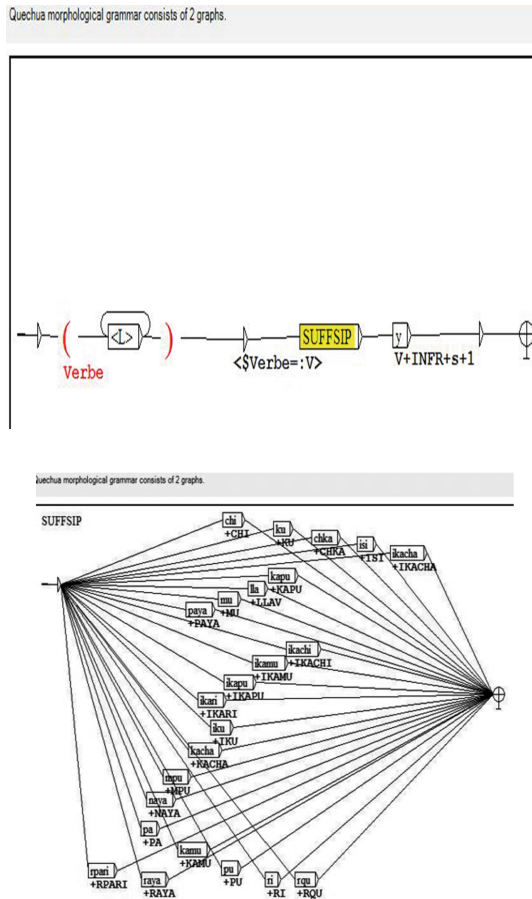 Quechua morphological grammar consists of 2 graphs.
( <L> )
Verbe
<$Verbe=:V>
SUFFSIP
y
V+INFR+s+1
Quechua morphological grammar consists of 2 graphs.
SUFFSIP
chi
+CHI
ku
+KU
chka
+CHKA
isi
+ISI
ikacha
+IKACHA
kapu
+KAPU
lla
+LLAV
mu
+MU
paya
+PAYA
ikachi
+IKACHI
ikamu
+IKAMU
ikapu
+IKAPU
ikari
+IKARI
iku
+IKU
kacha
+KACHA
mpu
+MPU
naya
+NAYA
pa
+PA
kamu
+KAMU
rpari
+RPARI
raya
+RAYA
pu
+PU
ri
+RI
rqu
+RQU